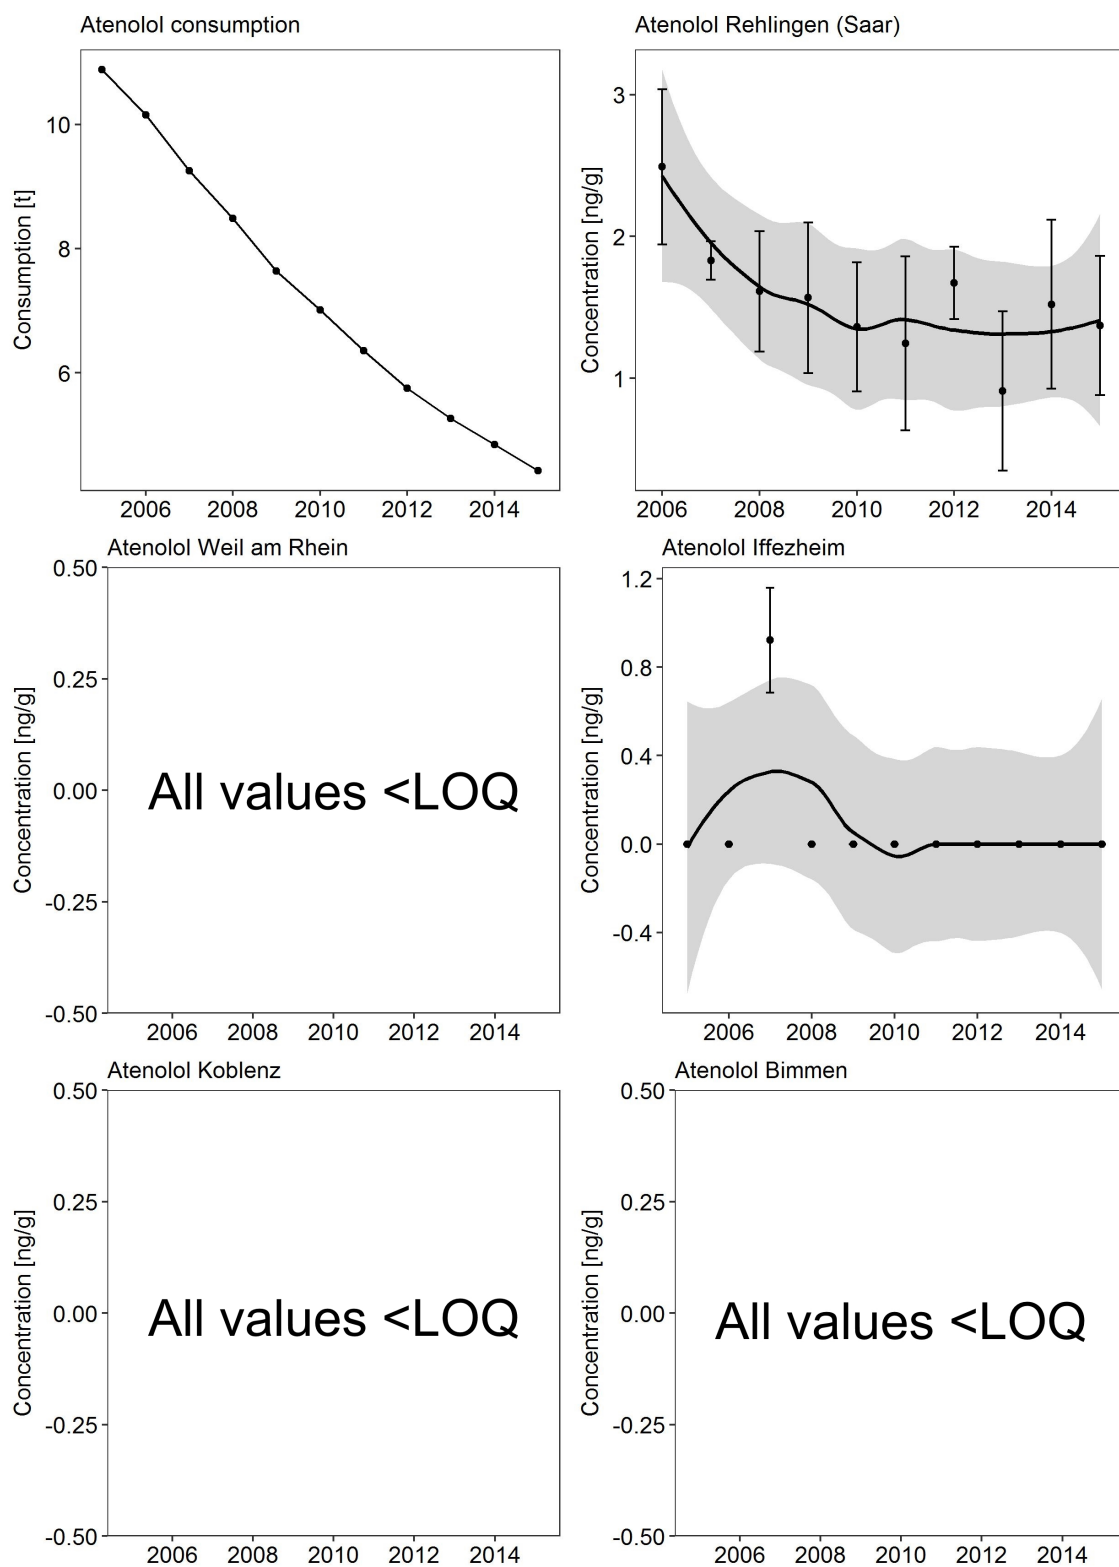 Atenolol consumption
Consumption [t]
10
8
6
2006 2008 2010 2012 2014
Atenolol Rehlingen (Saar)
Concentration [ng/g]
3
2
1
2006 2008 2010 2012 2014
Atenolol Weil am Rhein
Concentration [ng/g]
0.50
0.25
0.00
-0.25
-0.50
All values <LOQ
2006 2008 2010 2012 2014
Atenolol Iffezheim
Concentration [ng/g]
1.2
0.8
0.4
0.0
-0.4
2006 2008 2010 2012 2014
Atenolol Koblenz
Concentration [ng/g]
0.50
0.25
0.00
-0.25
-0.50
All values <LOQ
2006 2008 2010 2012 2014
Atenolol Bimmen
Concentration [ng/g]
0.50
0.25
0.00
-0.25
-0.50
All values <LOQ
2006 2008 2010 2012 2014